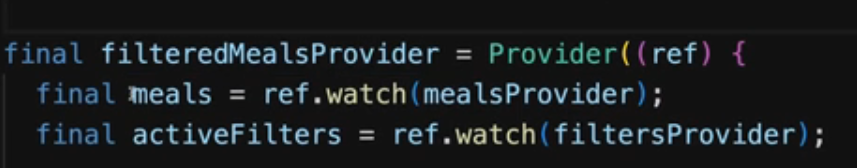 final filteredMealsProvider = Provider((ref) {
  final meals = ref.watch(mealsProvider);
  final activeFilters = ref.watch(filtersProvider);